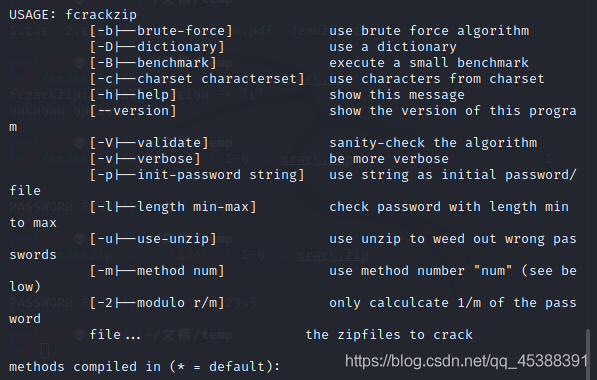 USAGE: fcrackzip
[-b|--brute-force] use brute force algorithm
[-D|--dictionary] use a dictionary
[-B|--benchmark] execute a small benchmark
[-c|--charset characterset] use characters from charset
[-h|--help] show this message
[--version] show the version of this progra
m
[-V|--validate] sanity-check the algorithm
[-v|--verbose] be more verbose
[-p|--init-password string] use string as initial password/
file
[-l|--length min-max] check password with length min
to max
[-u|--use-unzip] use unzip to weed out wrong pas
swords
[-m|--method num] use method number "num" (see be
low)
[-2|--modulo r/m] only calculcate 1/m of the pass
word
file... the zipfiles to crack
methods compiled in (* = default):
https://blog.csdn.net/qq_45388391